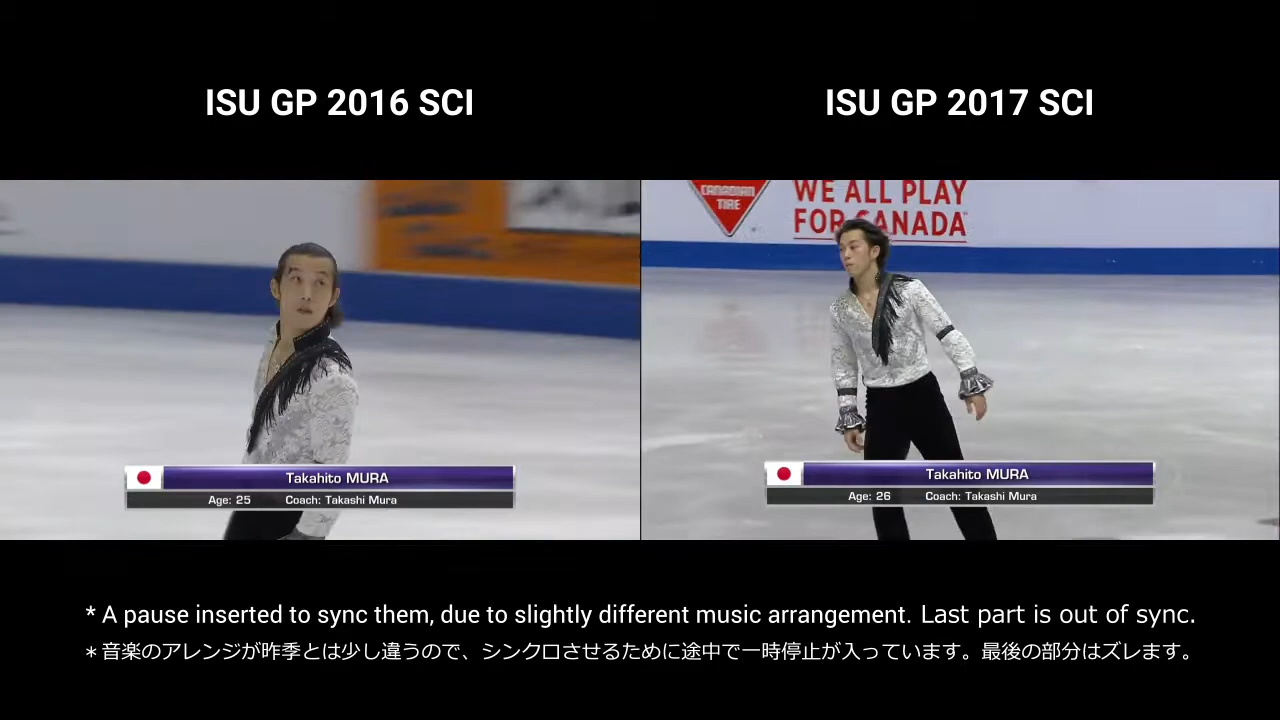 ISU GP 2016 SCI
ISU GP 2017 SCI
CANADIAN
TIRE
WE ALL PLAY
FOR CANADA
Takahito MURA
Age: 25 Coach: Takashi Mura
Takahito MURA
Age: 26 Coach: Takashi Mura
* A pause inserted to sync them, due to slightly different music arrangement. Last part is out of sync.
*音楽のアレンジが昨季とは少し違うので、シンクロさせるために途中で一時停止が入っています。最後の部分はズレます。